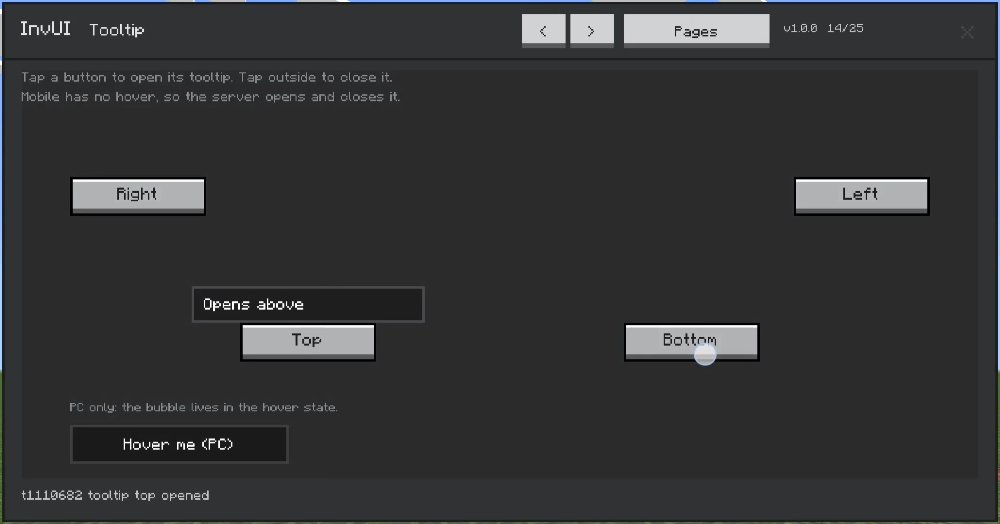 InvUI Tooltip < > Pages v1.0.0 14/25 X
Tap a button to open its tooltip. Tap outside to close it.
Mobile has no hover, so the server opens and closes it.
Right Left
Opens above
Top Bottom
PC only: the bubble lives in the hover state.
Hover me (PC)
t1110682 tooltip top opened